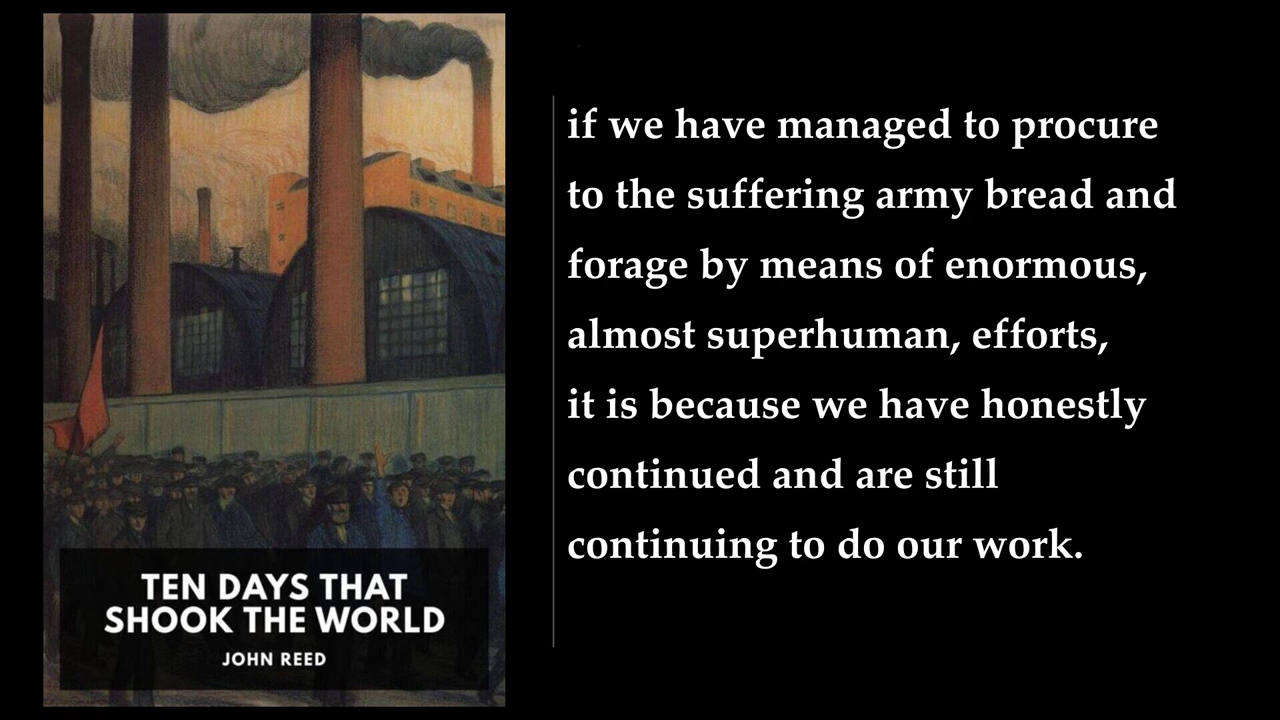 TEN DAYS THAT
SHOOK THE WORLD
JOHN REED
if we have managed to procure
to the suffering army bread and
forage by means of enormous,
almost superhuman, efforts,
it is because we have honestly
continued and are still
continuing to do our work.